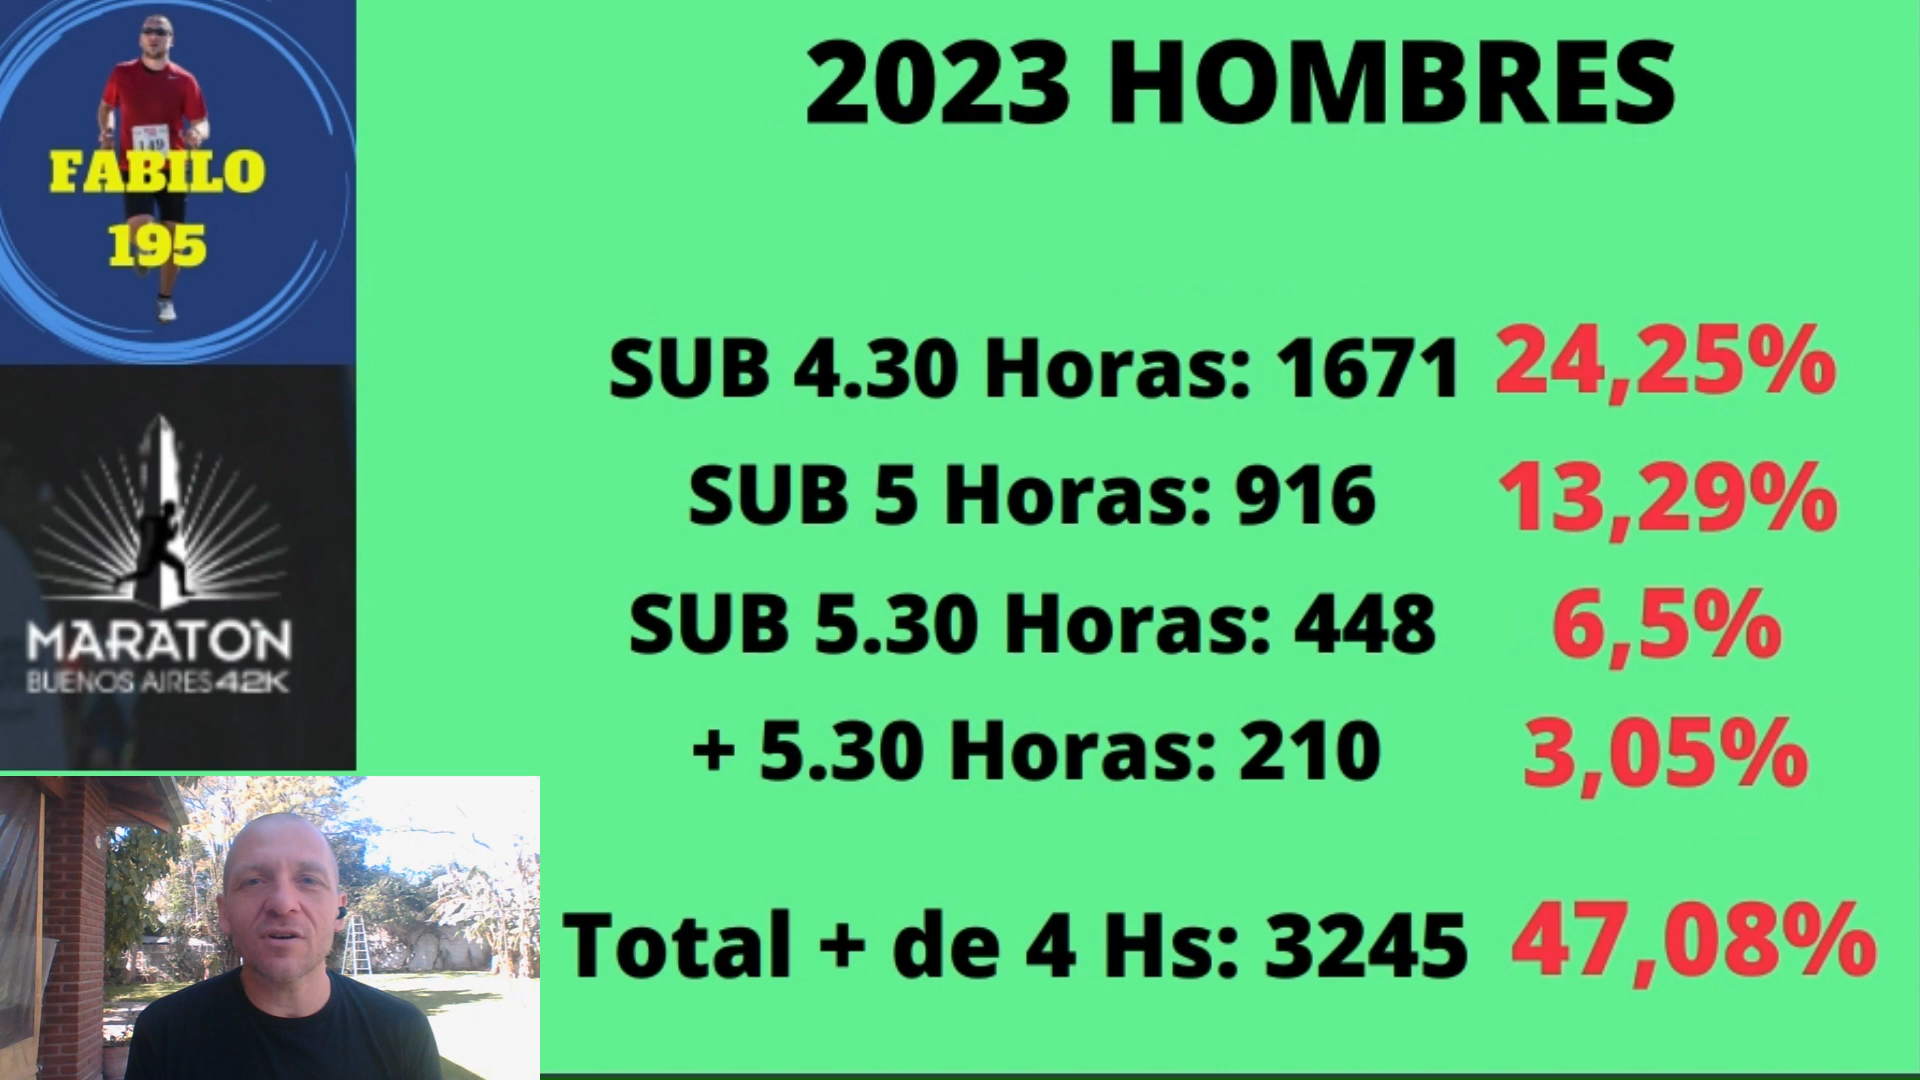 2023 HOMBRES
149
FABILO
195
SUB 4.30 Horas: 1671 24,25%
SUB 5 Horas: 916 13,29%
SUB 5.30 Horas: 448 6,5%
+ 5.30 Horas: 210 3,05%
MARATON
BUENOS AIRES 42K
Total + de 4 Hs: 3245 47,08%